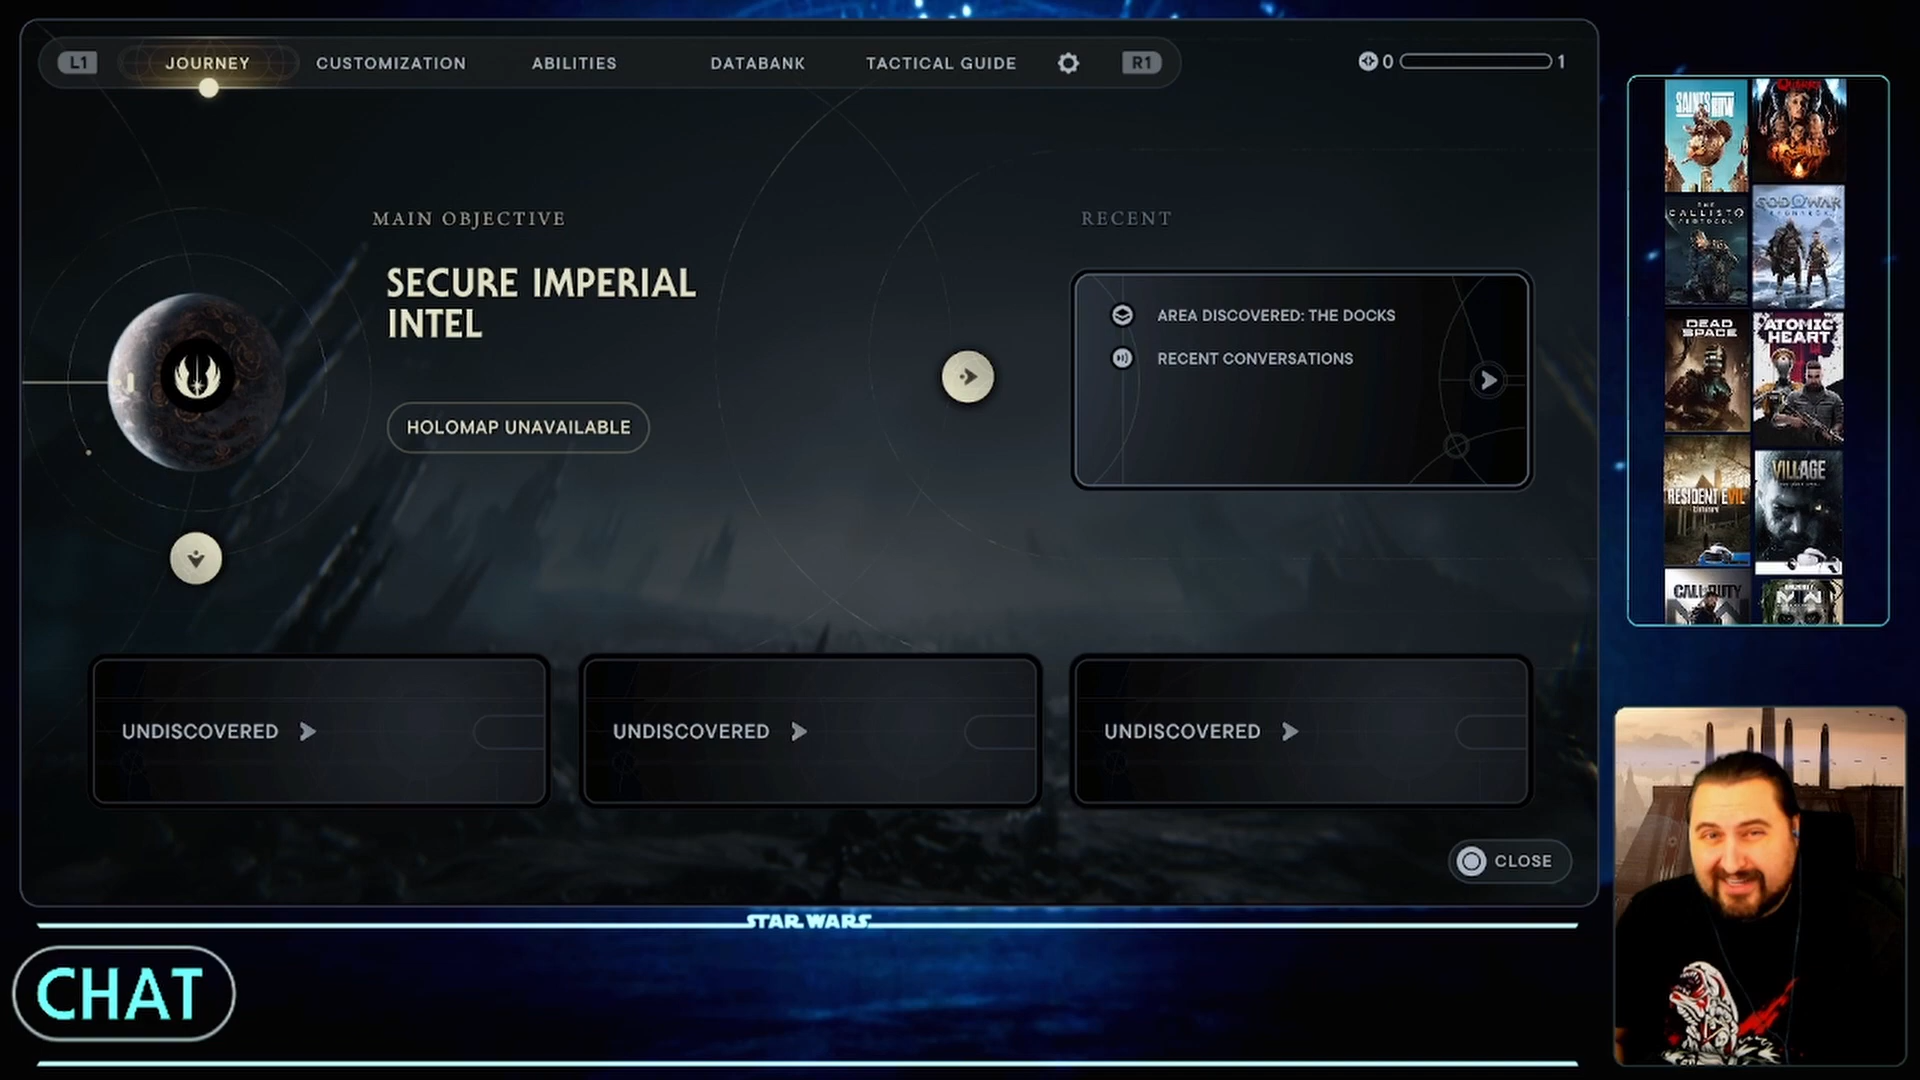 L1
JOURNEY
CUSTOMIZATION
ABILITIES
DATABANK
TACTICAL GUIDE
R1
0
1
MAIN OBJECTIVE
SECURE IMPERIAL
INTEL
HOLOMAP UNAVAILABLE
RECENT
AREA DISCOVERED: THE DOCKS
RECENT CONVERSATIONS
UNDISCOVERED
UNDISCOVERED
UNDISCOVERED
CLOSE
STAR WARS
CHAT
SAINTS ROW
THE
CALLISTO
PROTOCOL
GOD OF WAR
RAGNARÖK
DEAD
SPACE
ATOMIC
HEART
RESIDENT EVIL
VILLAGE
CALL OF DUTY